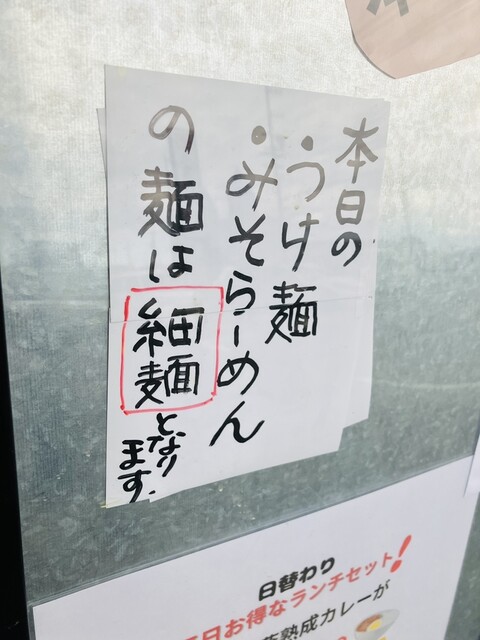 本日の
・うけ麺
・みそらーめん
の麺は細麺となり
ます.
日替わり
日お得なランチセット!
熟成カレーが